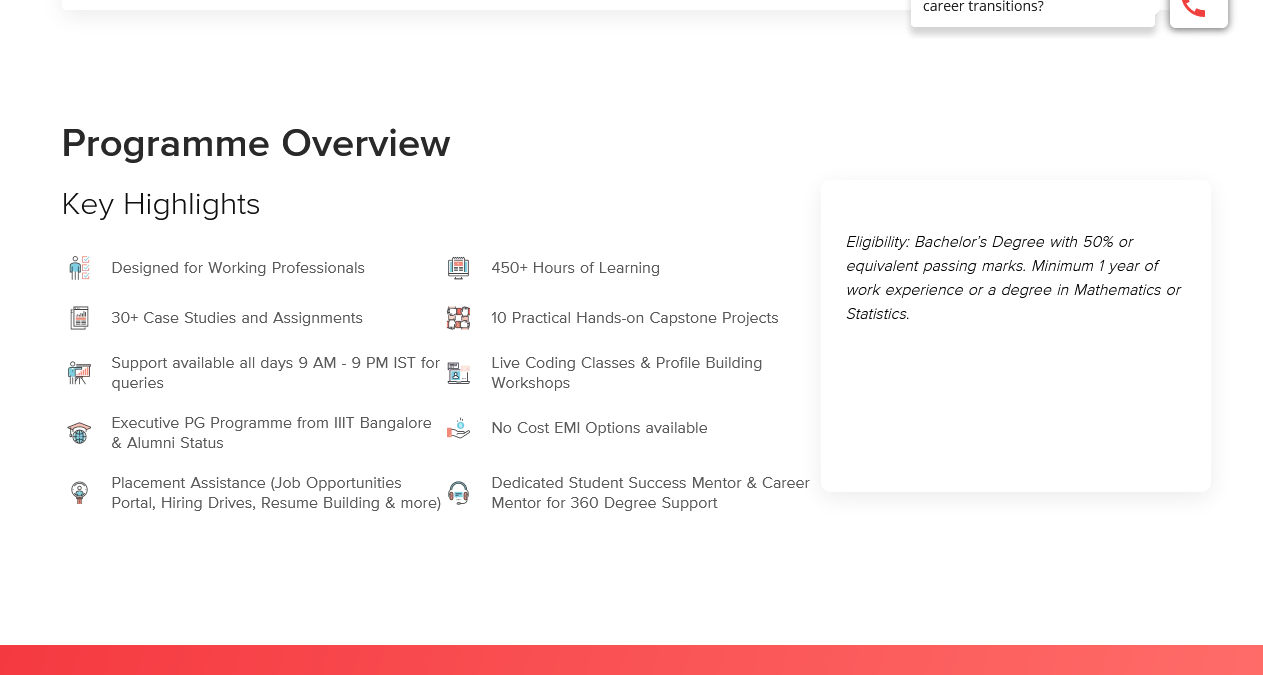 career transitions?
Programme Overview
Key Highlights
Designed for Working Professionals
450+ Hours of Learning
30+ Case Studies and Assignments
10 Practical Hands-on Capstone Projects
Support available all days 9 AM - 9 PM IST for
queries
Live Coding Classes & Profile Building
Workshops
Executive PG Programme from IIIT Bangalore
& Alumni Status
No Cost EMI Options available
Placement Assistance (Job Opportunities
Portal, Hiring Drives, Resume Building & more)
Dedicated Student Success Mentor & Career
Mentor for 360 Degree Support
Eligibility: Bachelor’s Degree with 50% or
equivalent passing marks. Minimum 1 year of
work experience or a degree in Mathematics or
Statistics.